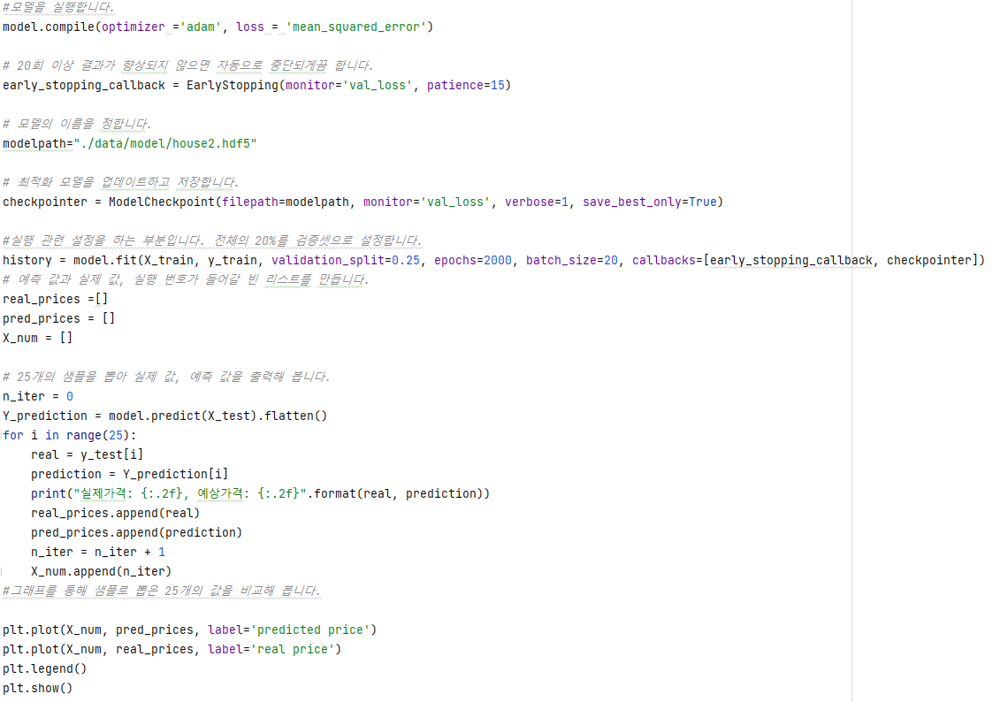 #모델을 실행합니다.
model.compile(optimizer ='adam', loss = 'mean_squared_error')
# 20회 이상 결과가 향상되지 않으면 자동으로 중단되게끔 합니다.
early_stopping_callback = EarlyStopping(monitor='val_loss', patience=15)
# 모델의 이름을 정합니다.
modelpath="./data/model/house2.hdf5"
# 최적화 모델을 업데이트하고 저장합니다.
checkpointer = ModelCheckpoint(filepath=modelpath, monitor='val_loss', verbose=1, save_best_only=True)
#실행 관련 설정을 하는 부분입니다. 전체의 20%를 검증셋으로 설정합니다.
history = model.fit(X_train, y_train, validation_split=0.25, epochs=2000, batch_size=20, callbacks=[early_stopping_callback, checkpointer])
# 예측 값과 실제 값, 실행 번호가 들어갈 빈 리스트를 만듭니다.
real_prices =[]
pred_prices = []
X_num = []
# 25개의 샘플을 뽑아 실제 값, 예측 값을 출력해 봅니다.
n_iter = 0
Y_prediction = model.predict(X_test).flatten()
for i in range(25):
    real = y_test[i]
    prediction = Y_prediction[i]
    print("실제가격: {:.2f}, 예상가격: {:.2f}".format(real, prediction))
    real_prices.append(real)
    pred_prices.append(prediction)
    n_iter = n_iter + 1
    X_num.append(n_iter)
#그래프를 통해 샘플로 뽑은 25개의 값을 비교해 봅니다.
plt.plot(X_num, pred_prices, label='predicted price')
plt.plot(X_num, real_prices, label='real price')
plt.legend()
plt.show()